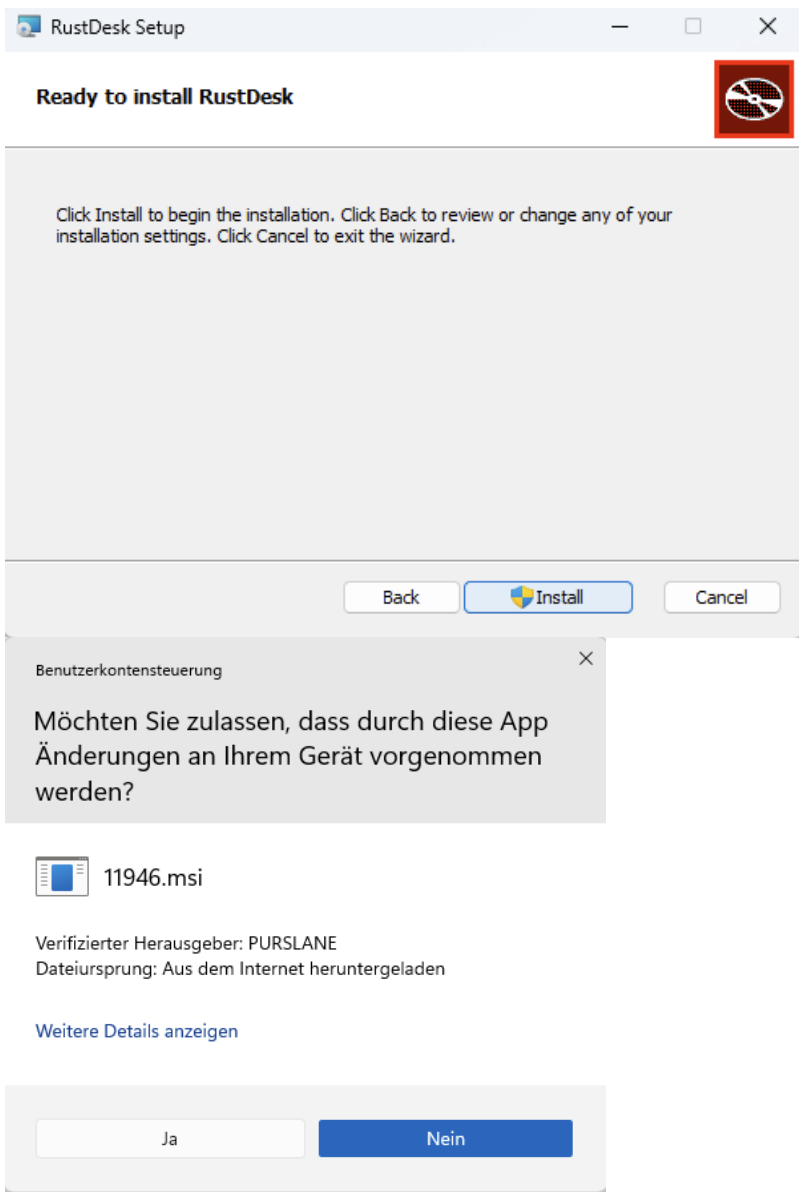 RustDesk Setup
Ready to install RustDesk
Click Install to begin the installation. Click Back to review or change any of your
installation settings. Click Cancel to exit the wizard.
Back
Install
Cancel
Benutzerkontensteuerung
Möchten Sie zulassen, dass durch diese App
Änderungen an Ihrem Gerät vorgenommen
werden?
11946.msi
Verifizierter Herausgeber: PURSLANE
Dateiursprung: Aus dem Internet heruntergeladen
Weitere Details anzeigen
Ja
Nein